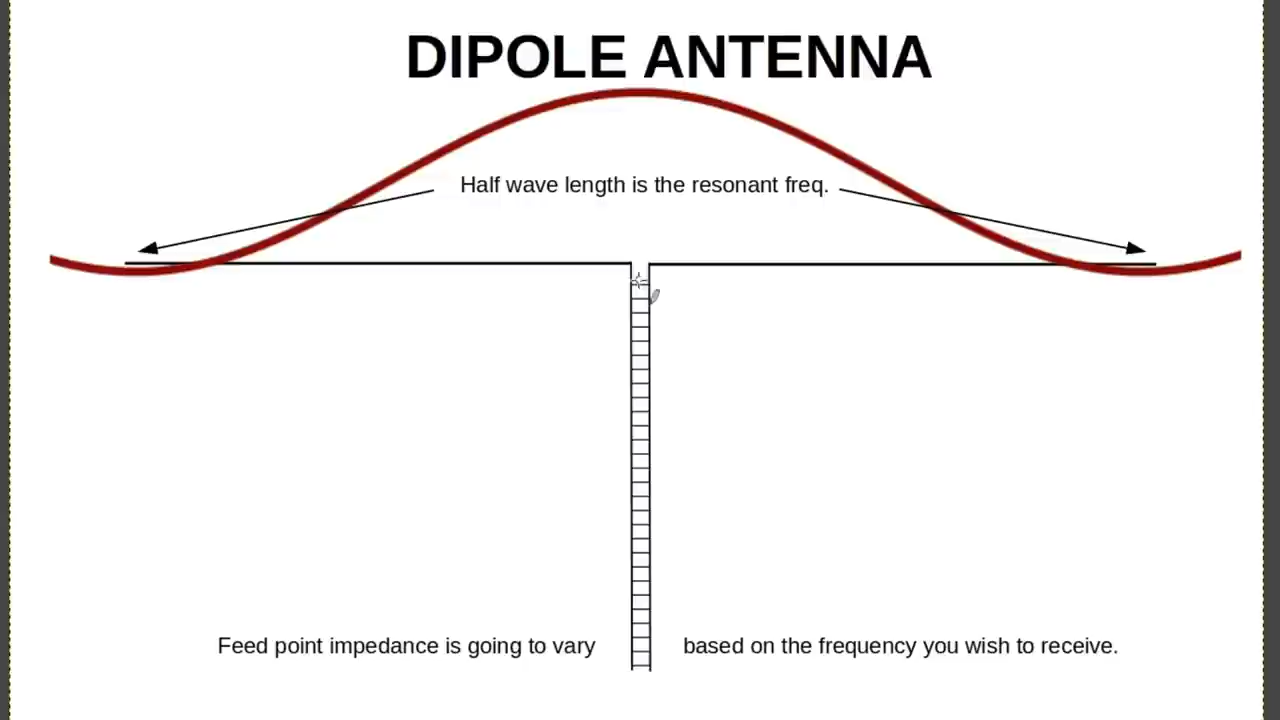 DIPOLE ANTENNA
Half wave length is the resonant freq.
Feed point impedance is going to vary based on the frequency you wish to receive.